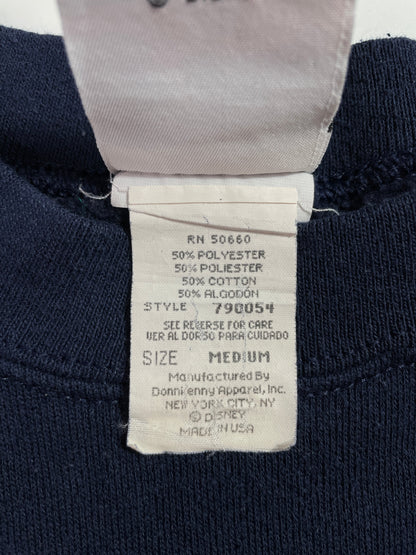 RN 50660
50% POLYESTER
50% POLIESTER
50% COTTON
50% ALGODÓN
STYLE 790054
SEE REVERSE FOR CARE
VER AL DORSO PARA CUIDADO
SIZE MEDIUM
Manufactured By
Donnkenny Apparel, Inc.
NEW YORK CITY, NY
© DISNEY
MADE IN USA